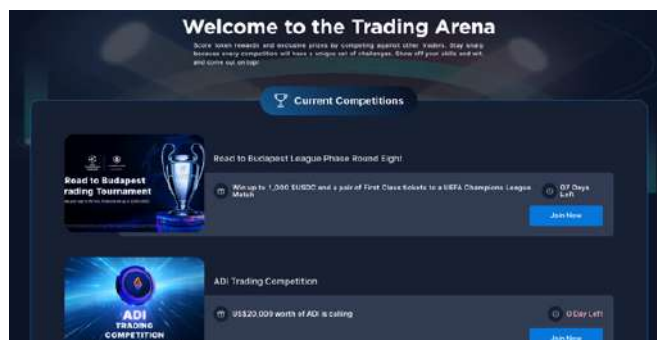 Welcome to the Trading Arena
Score token rewards and exclusive prizes by competing against other traders. Stay sharp
because every competition will have a unique set of challenges. Show off your skills and wit,
and come out on top!
Current Competitions
Road to Budapest
Trading Tournament
Road to Budapest League Phase Round Eight
Win up to 1,000 $USDC and a pair of First Class tickets to a UEFA Champions League
Match
07 Days
Left
Join Now
ADI
TRADING
COMPETITION
ADI Trading Competition
US$20,000 worth of ADI is calling
0 Day Left
Join Now